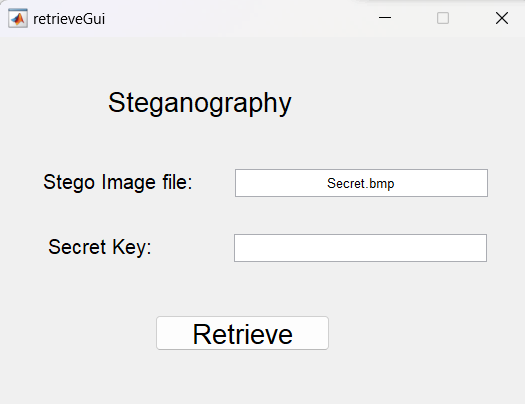 retrieveGui
Steganography
Stego Image file: Secret.bmp
Secret Key:
Retrieve